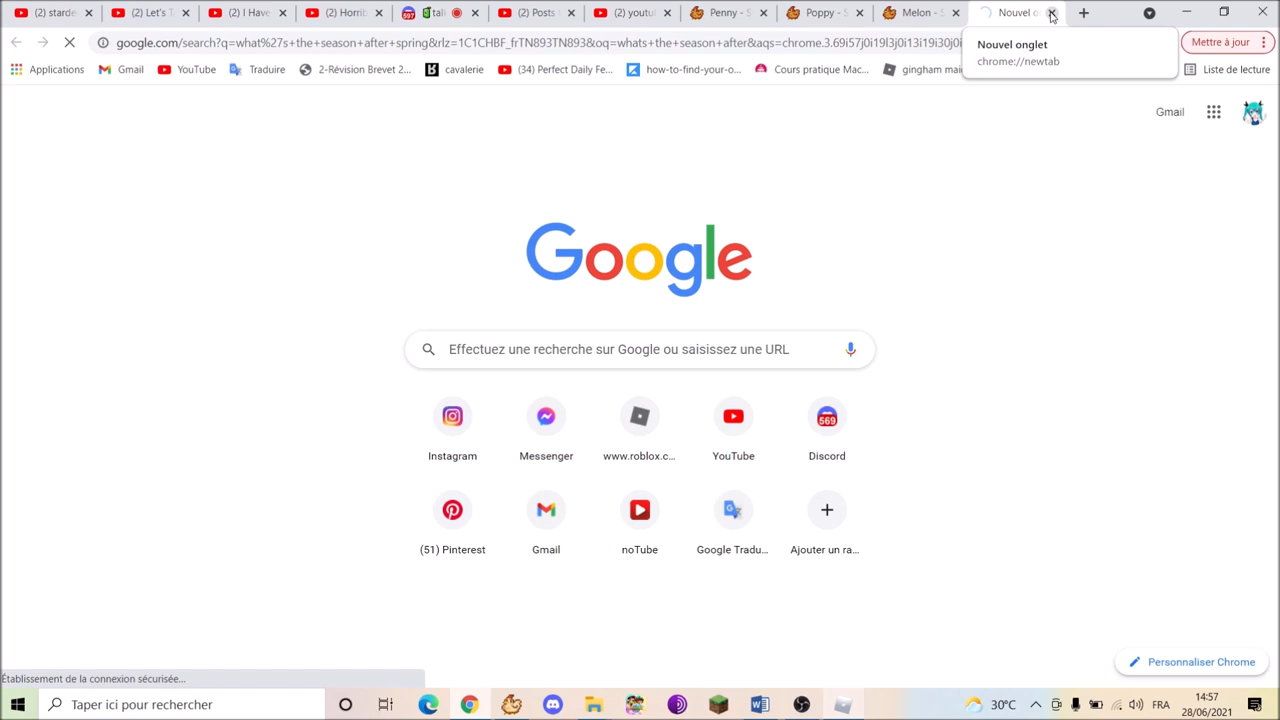 (2) stard
(2) Let's T
(2) I Have
(2) Horrib
talk
(2) Posts
(2) youtu
Penny - S
Poppy - S
Melon - S
Nouvel o
google.com/search?q=what%27s+the+season+after+spring&rlz=1C1CHBF_frTN893TN893&oq=whats+the+season+after&aqs=chrome.3.69i57j0i19l3j0i13i19i30j0i
Nouvel onglet
chrome://newtab
Mettre à jour
Applications
Gmail
YouTube
Traduire
2-Révision Brevet 2...
cavalerie
(34) Perfect Daily Fe...
how-to-find-your-o...
Cours pratique Mac...
gingham mai
Liste de lecture
Gmail
Google
Effectuez une recherche sur Google ou saisissez une URL
Instagram
Messenger
www.roblox.c...
YouTube
569
Discord
(51) Pinterest
Gmail
noTube
Google Tradu...
Ajouter un ra...
Personnaliser Chrome
Établissement de la connexion sécurisée...
Taper ici pour rechercher
30°C
FRA
14:57
28/06/2021